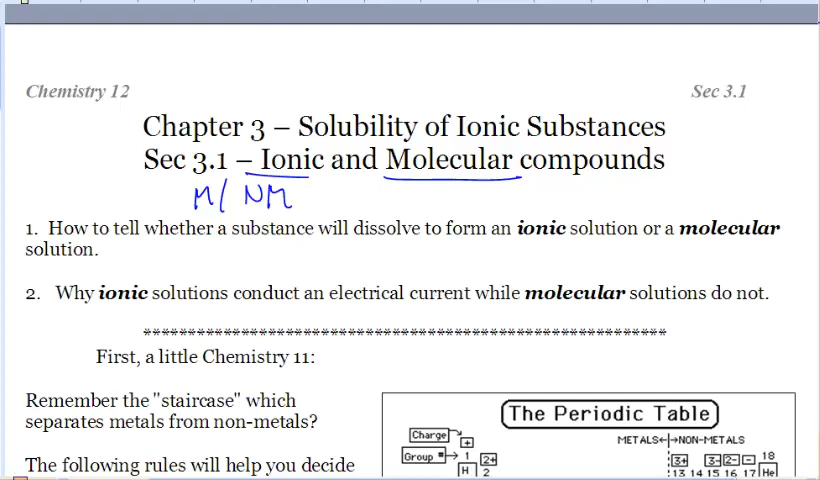 Chemistry 12 Sec 3.1
Chapter 3 – Solubility of Ionic Substances
Sec 3.1 – Ionic and Molecular compounds
M/ NM
1. How to tell whether a substance will dissolve to form an ionic solution or a molecular
solution.
2. Why ionic solutions conduct an electrical current while molecular solutions do not.
**********************************************************
First, a little Chemistry 11:
Remember the "staircase" which
separates metals from non-metals?
The following rules will help you decide
The Periodic Table
Charge
+
METALS←|→NON-METALS
Group # 1 2+ 3+ 3- 2- - 18
H 2 13 14 15 16 17 He